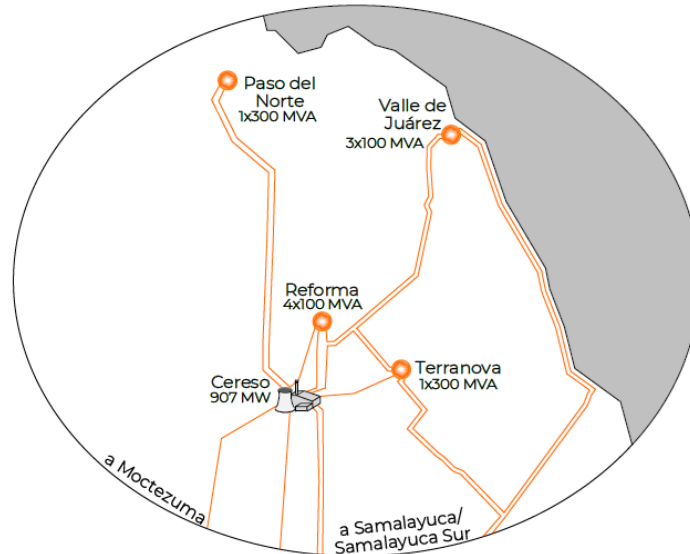 Paso del
Norte
1x300 MVA
Valle de
Juárez
3x100 MVA
Reforma
4x100 MVA
Cereso
907 MW
Terranova
1x300 MVA
a Moctezuma
a Samalayuca/
Samalayuca Sur